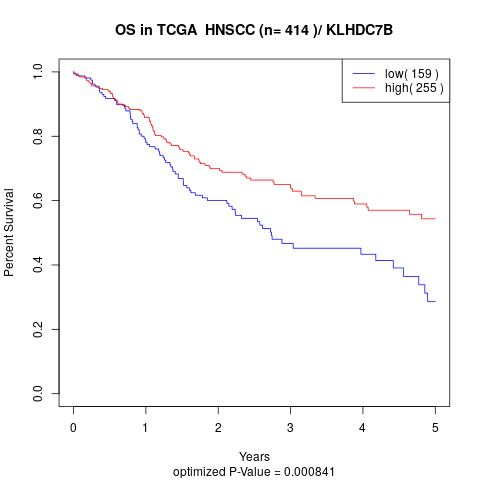 OS in TCGA  HNSCC (n= 414 )/ KLHDC7B
low( 159 )
high( 255 )
Percent Survival
1.0
0.8
0.6
0.4
0.2
0.0
0 1 2 3 4 5
Years
optimized P-Value = 0.000841